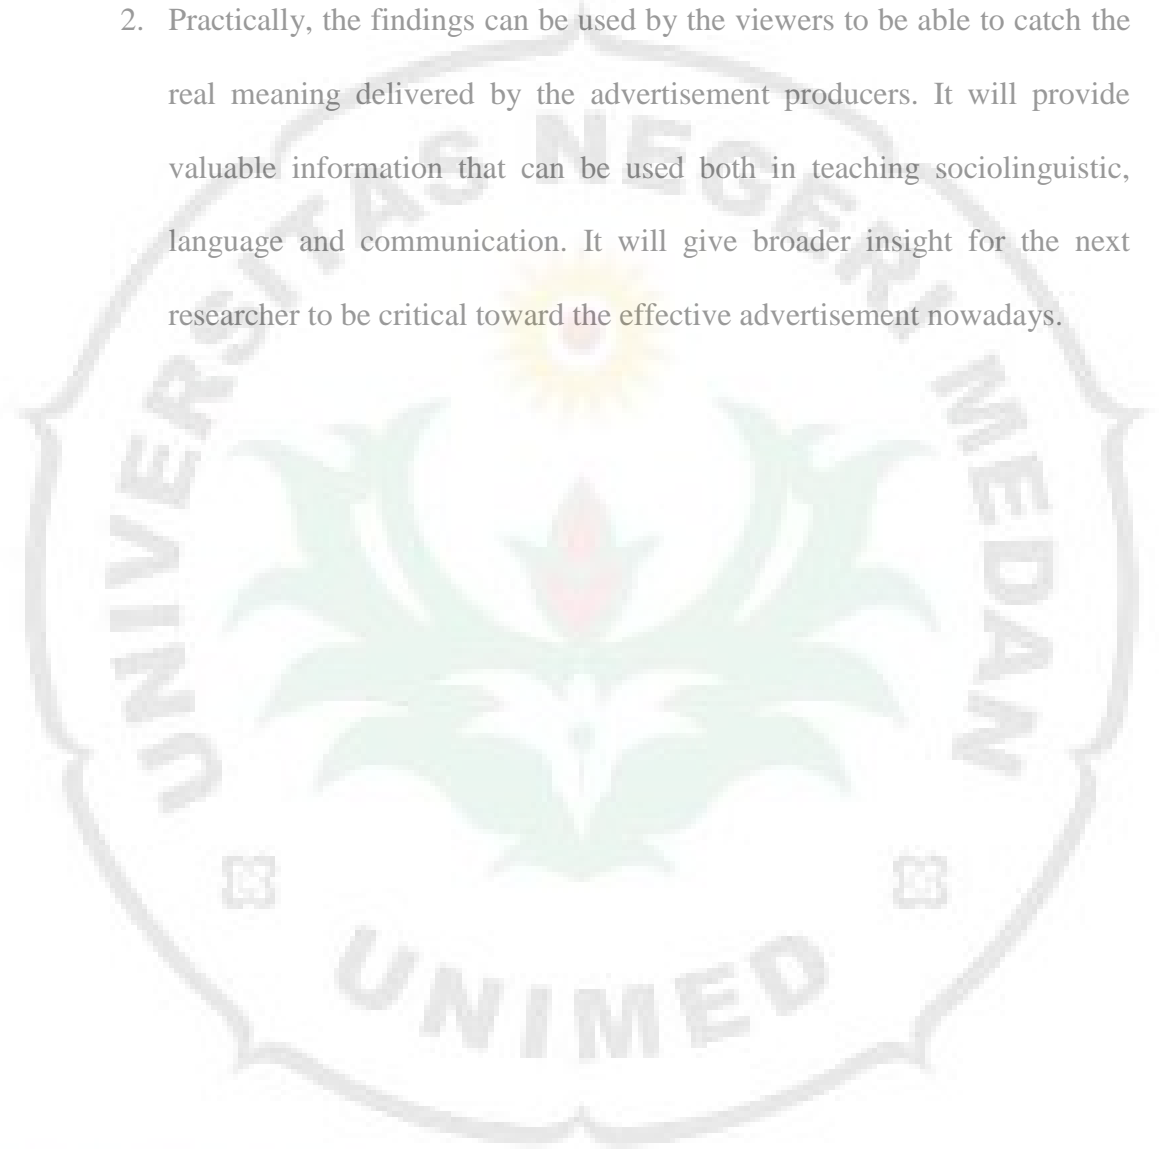 2. Practically, the findings can be used by the viewers to be able to catch the
real meaning delivered by the advertisement producers. It will provide
valuable information that can be used both in teaching sociolinguistic,
language and communication. It will give broader insight for the next
researcher to be critical toward the effective advertisement nowadays.
UNIVERSITAS NEGERI MEDAN
UNIMED